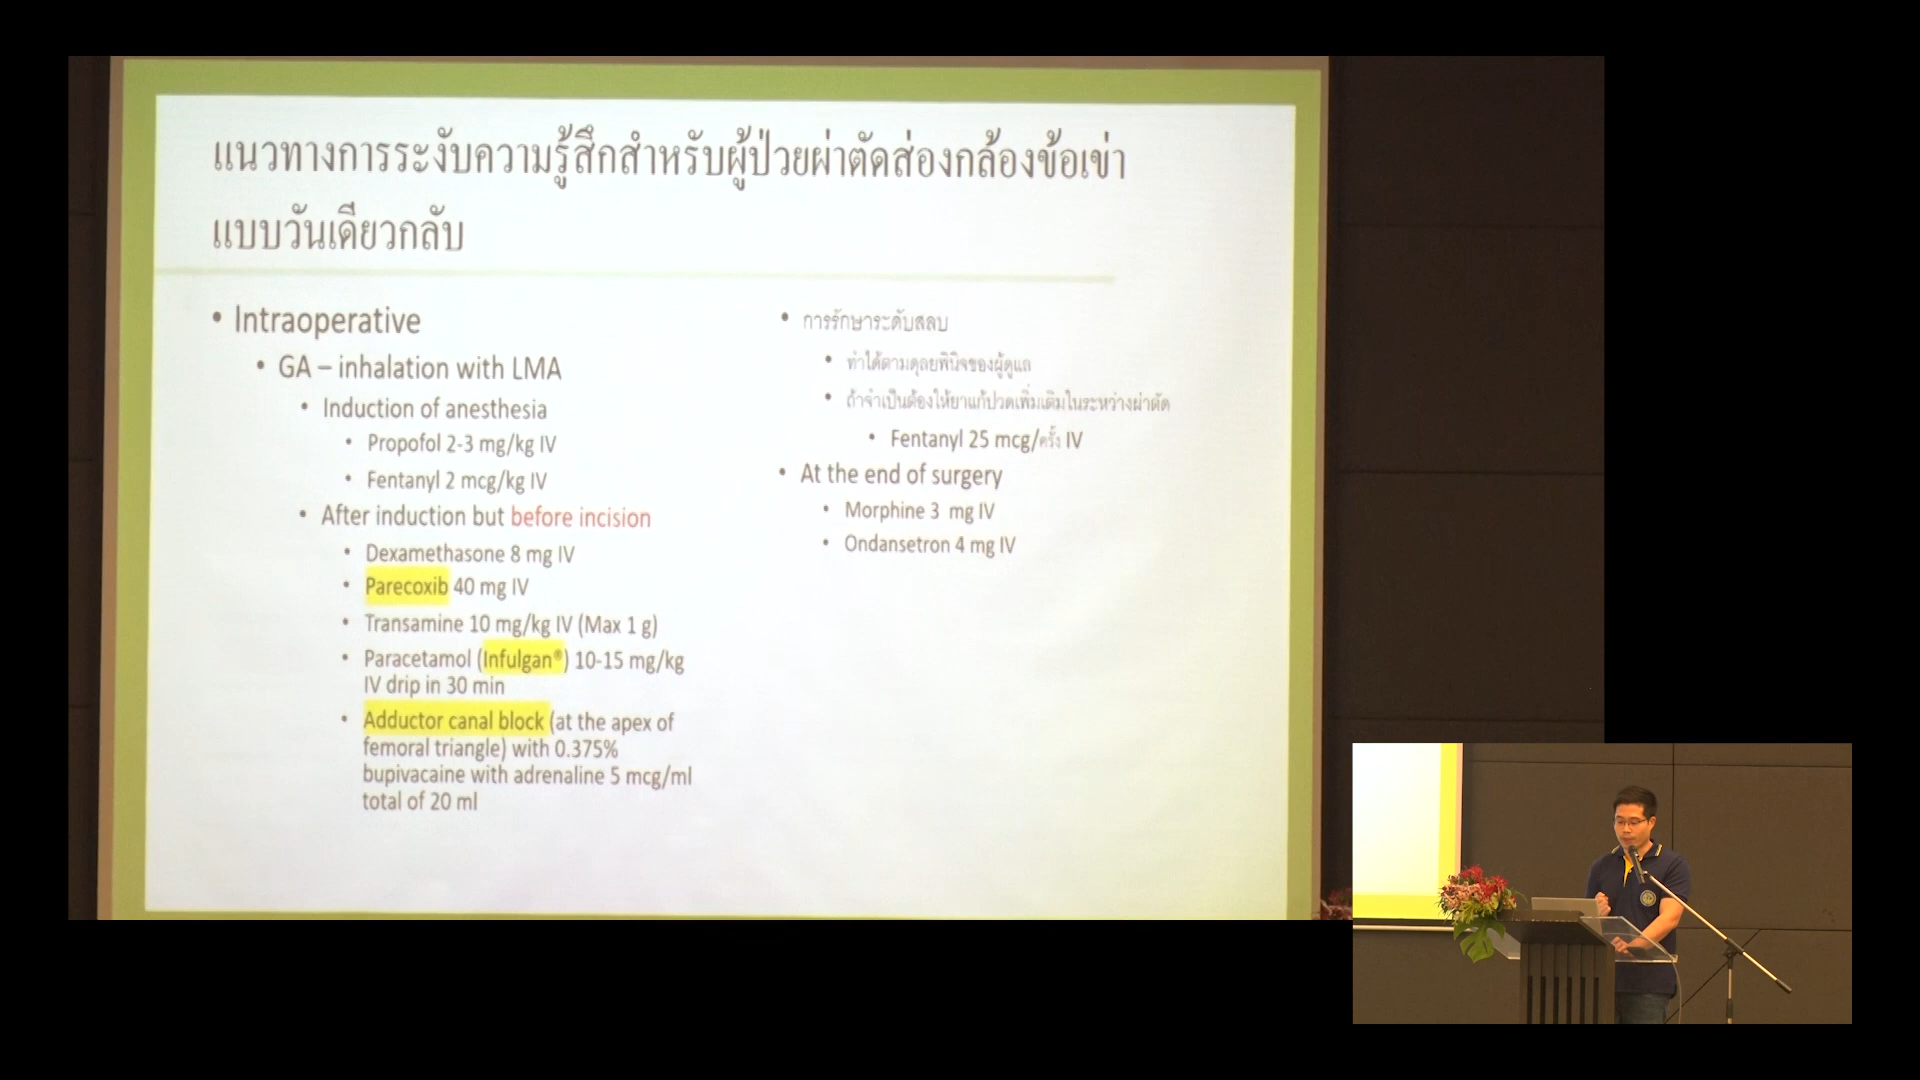 แนวทางการระงับความรู้สึกสำหรับผู้ป่วยผ่าตัดส่องกล้องข้อเข่า
แบบวันเดียวกลับ
• Intraoperative
• GA – inhalation with LMA
• Induction of anesthesia
• Propofol 2-3 mg/kg IV
• Fentanyl 2 mcg/kg IV
• After induction but before incision
• Dexamethasone 8 mg IV
• Parecoxib 40 mg IV
• Transamine 10 mg/kg IV (Max 1 g)
• Paracetamol (Infulgan®) 10-15 mg/kg
IV drip in 30 min
• Adductor canal block (at the apex of
femoral triangle) with 0.375%
bupivacaine with adrenaline 5 mcg/ml
total of 20 ml
• การรักษาระดับสลบ
• ทำได้ตามดุลยพินิจของผู้ดูแล
• ถ้าจำเป็นต้องให้ยาแก้ปวดเพิ่มเติมในระหว่างผ่าตัด
• Fentanyl 25 mcg/ครั้ง IV
• At the end of surgery
• Morphine 3 mg IV
• Ondansetron 4 mg IV